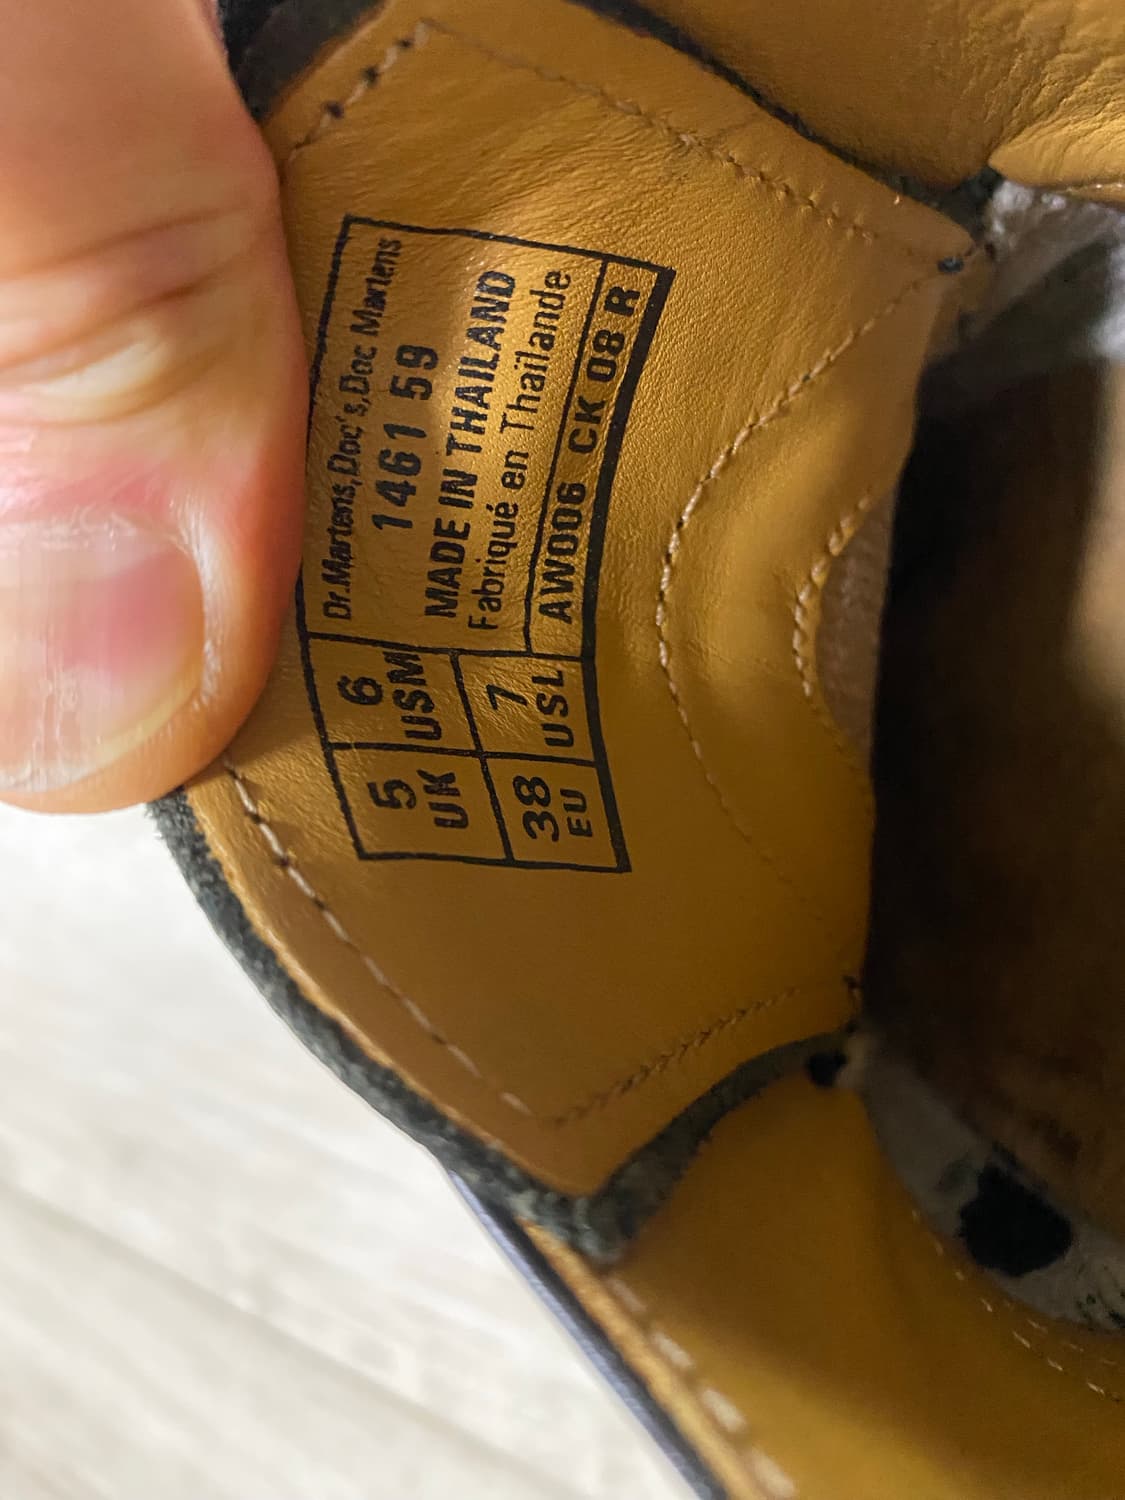 Dr.Martens,Doc's,Doc Martens
1461 59
MADE IN THAILAND
Fabriqué en Thaïlande
AW006 CK 08 R
5 UK
6 USM
38 EU
7 USL